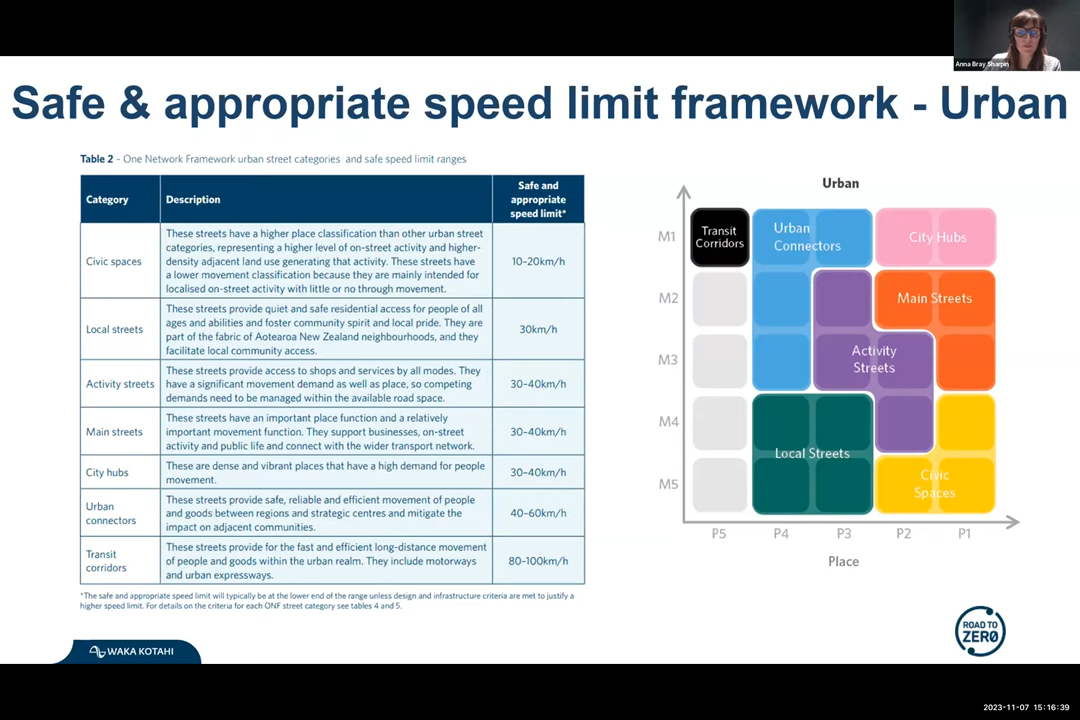 Anna Bray Sharpin
Safe & appropriate speed limit framework - Urban
Table 2 - One Network Framework urban street categories and safe speed limit ranges
Category
Description
Safe and
appropriate
speed limit*
Civic spaces
These streets have a higher place classification than other urban street
categories, representing a higher level of on-street activity and higher-
density adjacent land use generating that activity. These streets have
a lower movement classification because they are mainly intended for
localised on-street activity with little or no through movement.
10–20km/h
Local streets
These streets provide quiet and safe residential access for people of all
ages and abilities and foster community spirit and local pride. They are
part of the fabric of Aotearoa New Zealand neighbourhoods, and they
facilitate local community access.
30km/h
Activity streets
These streets provide access to shops and services by all modes. They
have a significant movement demand as well as place, so competing
demands need to be managed within the available road space.
30–40km/h
Main streets
These streets have an important place function and a relatively
important movement function. They support businesses, on-street
activity and public life and connect with the wider transport network.
30–40km/h
City hubs
These are dense and vibrant places that have a high demand for people
movement.
30–40km/h
Urban
connectors
These streets provide safe, reliable and efficient movement of people
and goods between regions and strategic centres and mitigate the
impact on adjacent communities.
40–60km/h
Transit
corridors
These streets provide for the fast and efficient long-distance movement
of people and goods within the urban realm. They include motorways
and urban expressways.
80–100km/h
*The safe and appropriate speed limit will typically be at the lower end of the range unless design and infrastructure criteria are met to justify a
higher speed limit. For details on the criteria for each ONF street category see tables 4 and 5.
Urban
M1
M2
M3
M4
M5
Transit
Corridors
Urban
Connectors
City Hubs
Main Streets
Activity
Streets
Local Streets
Civic
Spaces
P5
P4
P3
P2
P1
Place
WAKA KOTAHI
ROAD TO
ZERO
2023-11-07 15:16:39